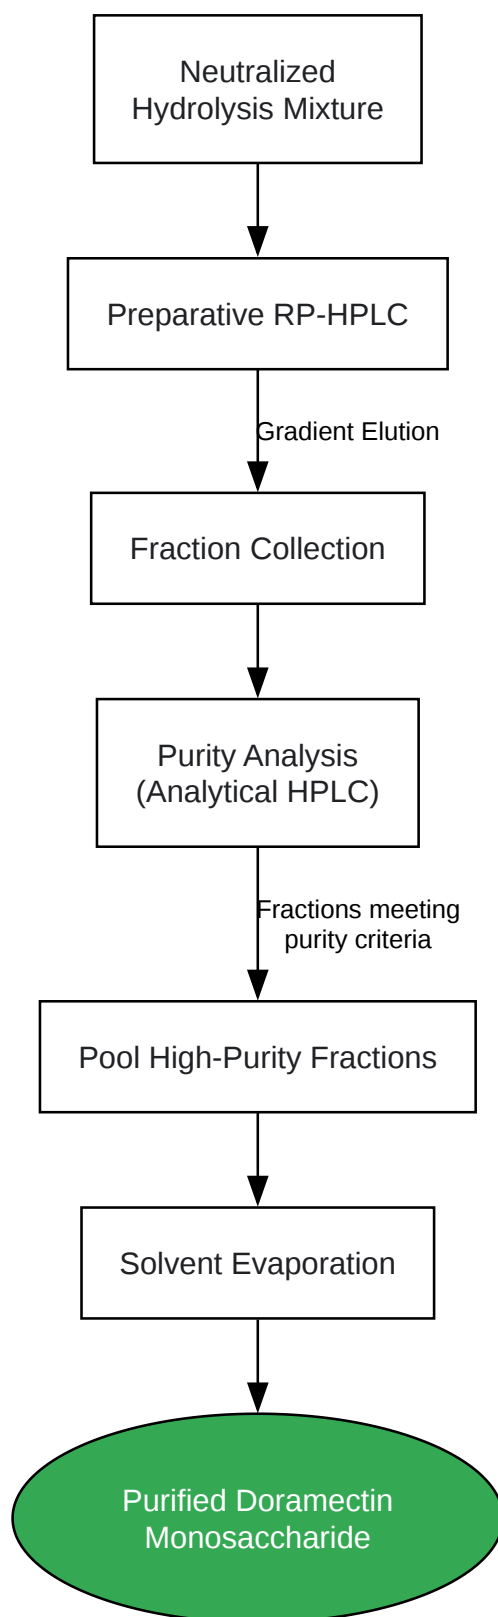 Neutralized
Hydrolysis Mixture
Preparative RP-HPLC
Gradient Elution
Fraction Collection
Purity Analysis
(Analytical HPLC)
Fractions meeting
purity criteria
Pool High-Purity Fractions
Solvent Evaporation
Purified Doramectin
Monosaccharide